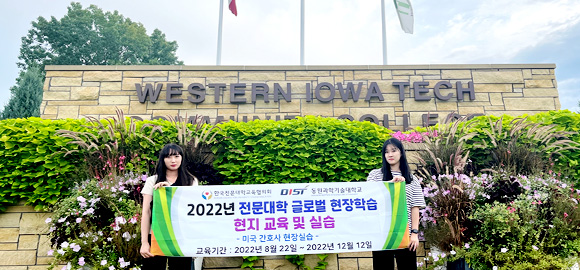 WESTERN IOWA TECH
COMMUNITY COLLEGE
한국전문대학교육협의회 DIST 동원과학기술대학교
2022년 전문대학 글로벌 현장학습
현지 교육 및 실습
- 미국 간호사 현장실습 -
교육기간 : 2022년 8월 22일 ~ 2022년 12월 12일